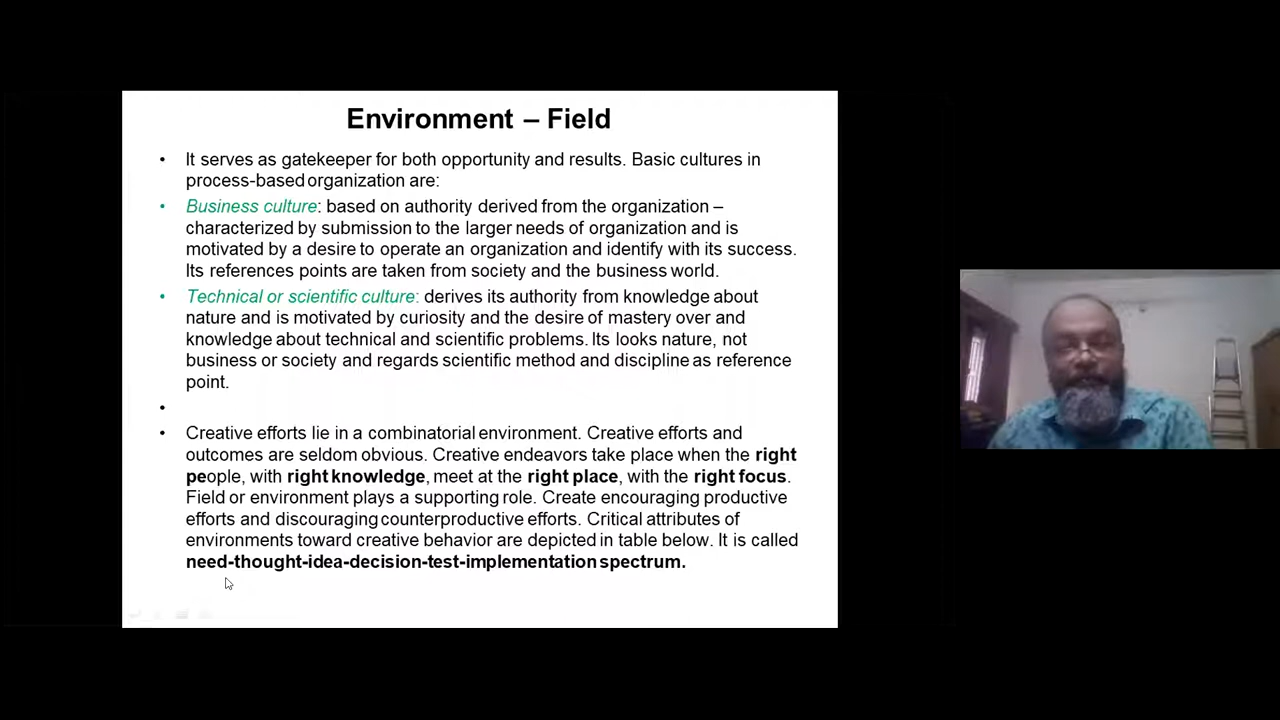 Environment – Field
• It serves as gatekeeper for both opportunity and results. Basic cultures in
process-based organization are:
• Business culture: based on authority derived from the organization –
characterized by submission to the larger needs of organization and is
motivated by a desire to operate an organization and identify with its success.
Its references points are taken from society and the business world.
• Technical or scientific culture: derives its authority from knowledge about
nature and is motivated by curiosity and the desire of mastery over and
knowledge about technical and scientific problems. Its looks nature, not
business or society and regards scientific method and discipline as reference
point.
•
• Creative efforts lie in a combinatorial environment. Creative efforts and
outcomes are seldom obvious. Creative endeavors take place when the right
people, with right knowledge, meet at the right place, with the right focus.
Field or environment plays a supporting role. Create encouraging productive
efforts and discouraging counterproductive efforts. Critical attributes of
environments toward creative behavior are depicted in table below. It is called
need-thought-idea-decision-test-implementation spectrum.